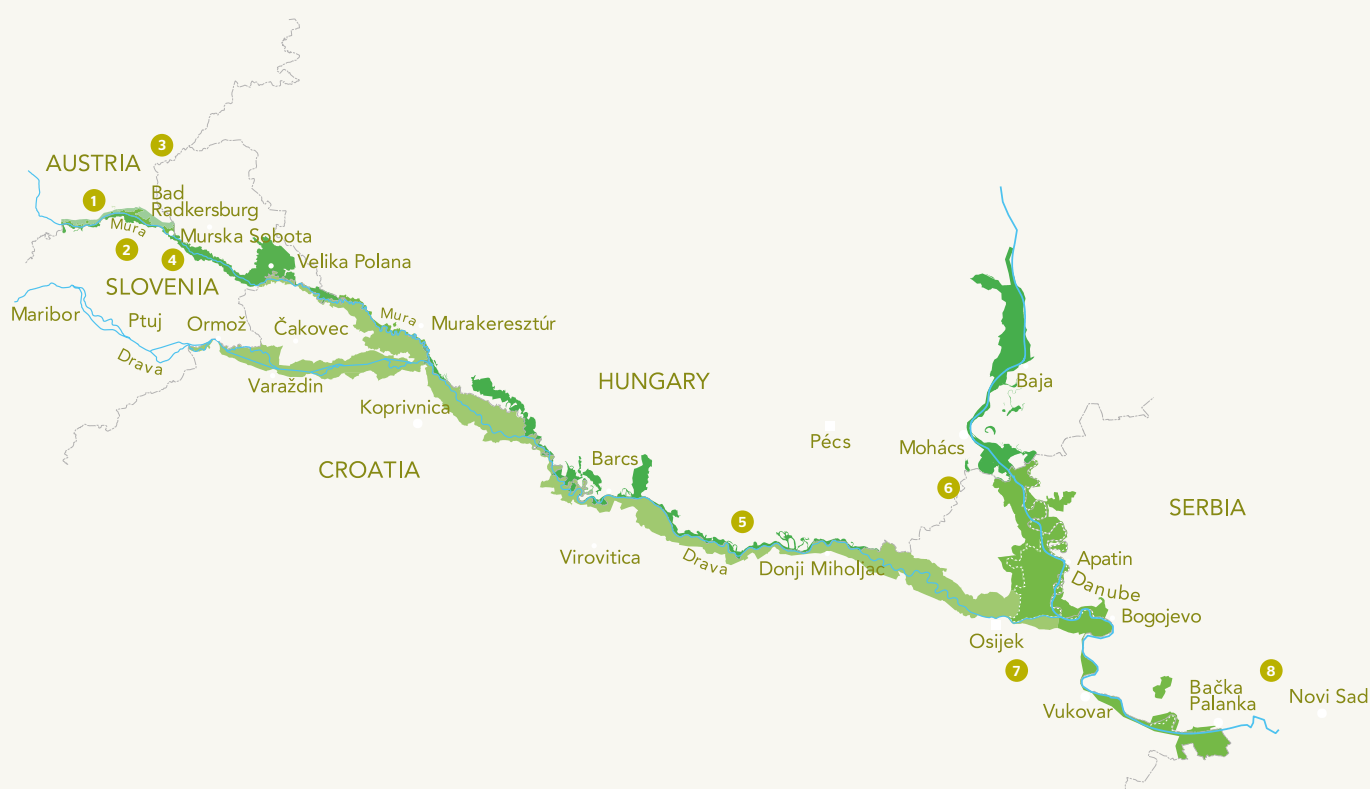 3
AUSTRIA
1
Bad
Radkersburg
Mura
Murska Sobota
2
4
Velika Polana
SLOVENIA
Maribor
Ptuj
Ormož
Čakovec
Mura
Murakeresztúr
Drava
Varaždin
HUNGARY
Baja
Koprivnica
Pécs
Mohács
CROATIA
Barcs
6
SERBIA
5
Virovitica
Drava
Donji Miholjac
Apatin
Danube
Bogojevo
Osijek
7
8
Bačka
Palanka
Novi Sad
Vukovar